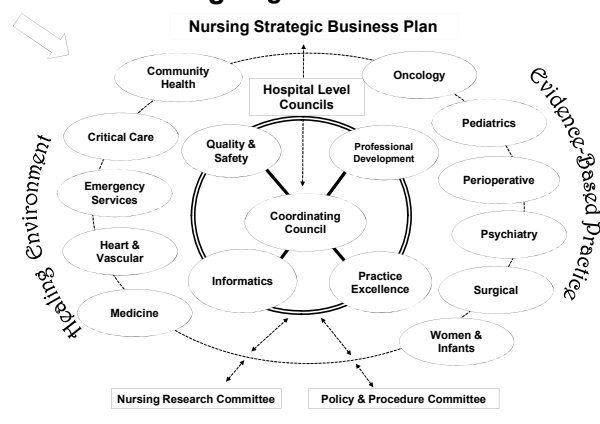 Nursing Strategic Business Plan
Community
Health
Oncology
Hospital Level
Councils
Critical Care
Quality &
Safety
Professional
Development
Pediatrics
Emergency
Services
Perioperative
Coordinating
Council
Psychiatry
Heart &
Vascular
Informatics
Practice
Excellence
Surgical
Medicine
Women &
Infants
Nursing Research Committee
Policy & Procedure Committee
Healing Environment
Evidence-Based Practice